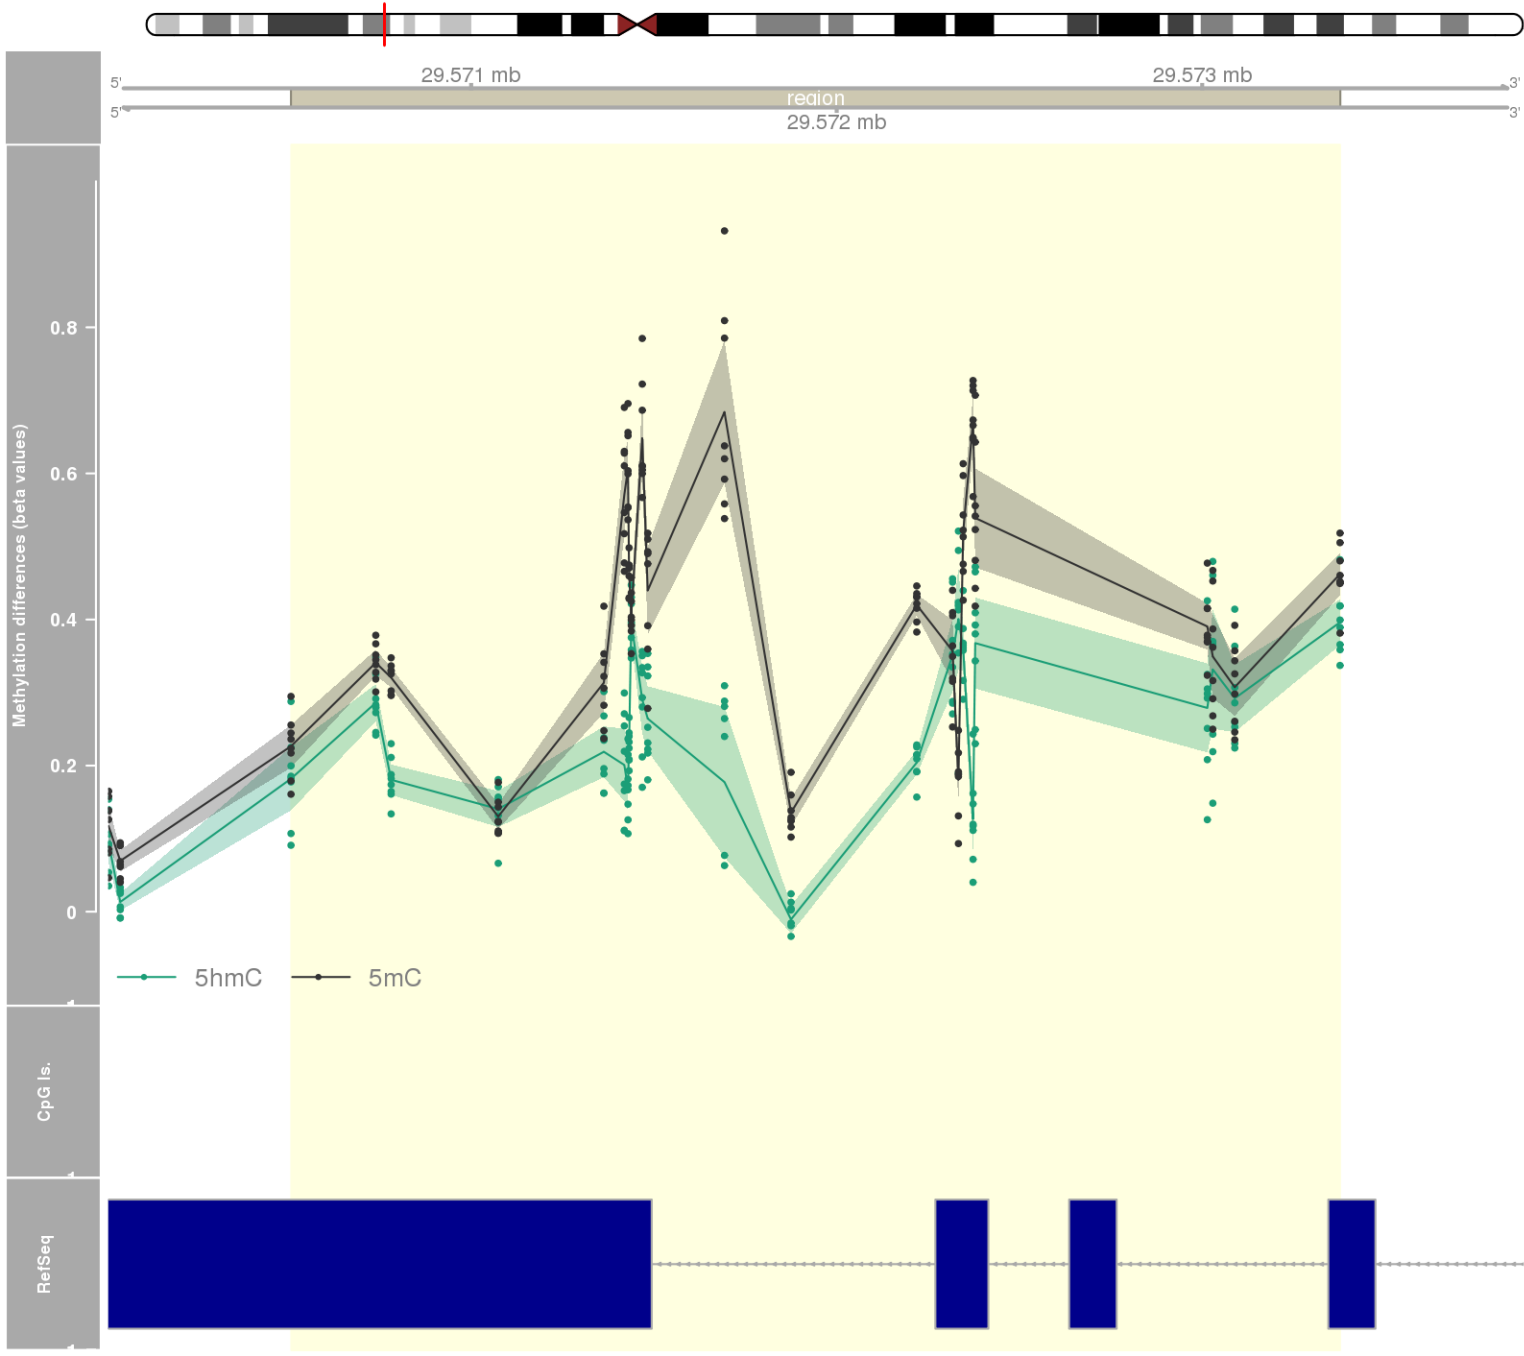 29.571 mb
29.573 mb
5'
3'
region
5'
3'
29.572 mb
Methylation differences (beta values)
0.8
0.6
0.4
0.2
0
5hmC
5mC
CpG Is.
RefSeq